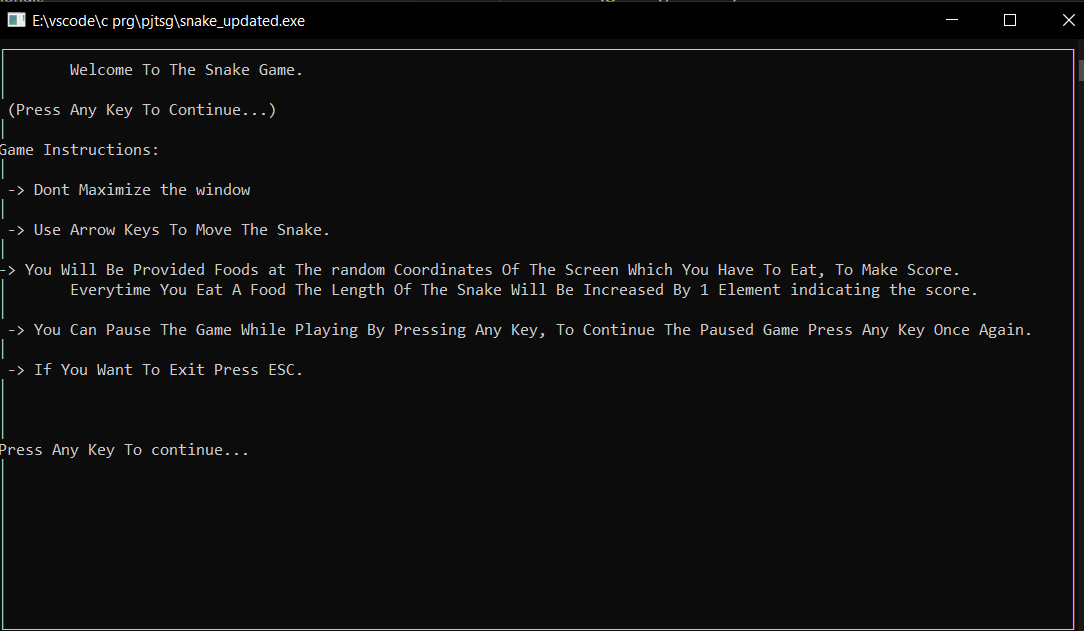 E:\vscode\c prg\pjtsg\snake_updated.exe
Welcome To The Snake Game.
(Press Any Key To Continue...)
Game Instructions:
-> Dont Maximize the window
-> Use Arrow Keys To Move The Snake.
-> You Will Be Provided Foods at The random Coordinates Of The Screen Which You Have To Eat, To Make Score.
Everytime You Eat A Food The Length Of The Snake Will Be Increased By 1 Element indicating the score.
-> You Can Pause The Game While Playing By Pressing Any Key, To Continue The Paused Game Press Any Key Once Again.
-> If You Want To Exit Press ESC.
Press Any Key To continue...